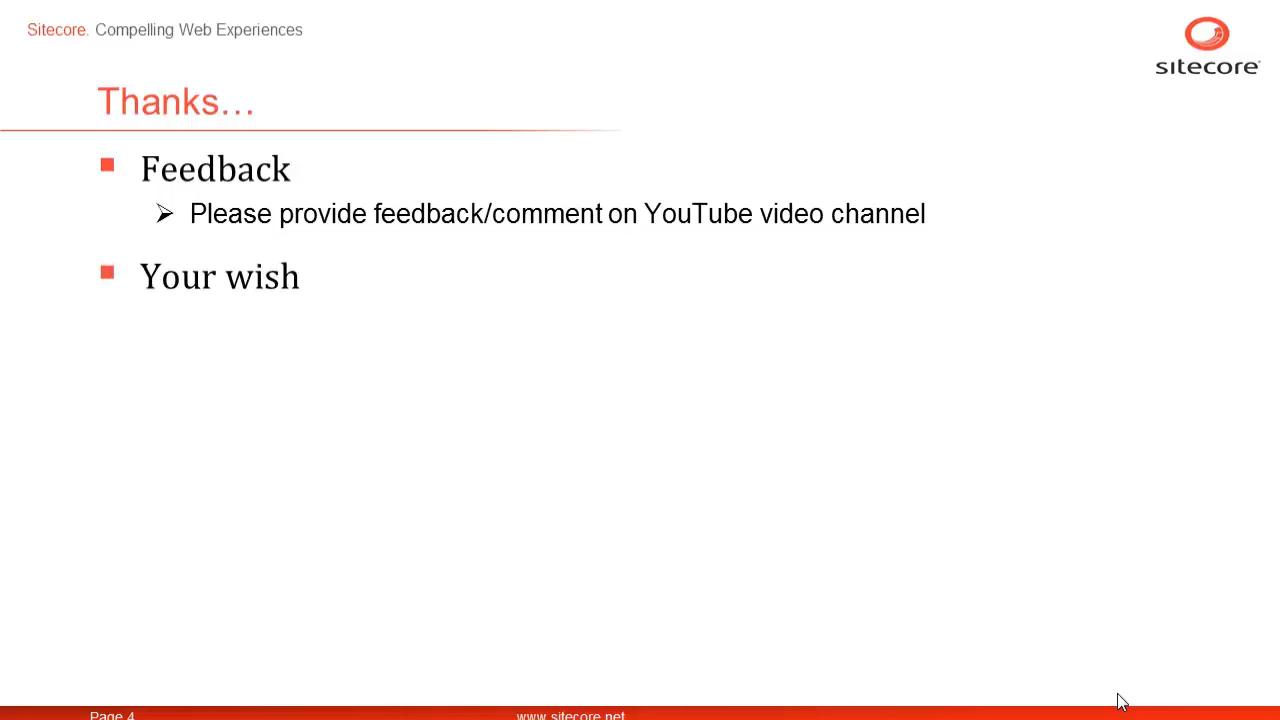 Sitecore. Compelling Web Experiences
sitecore
Thanks...
Feedback
Please provide feedback/comment on YouTube video channel
Your wish
Page 4
www.sitecore.net